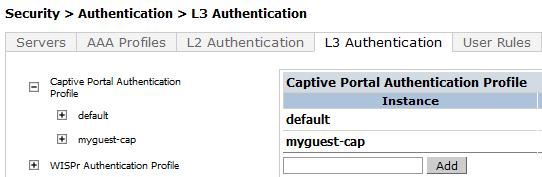 Security > Authentication > L3 Authentication
Servers AAA Profiles L2 Authentication L3 Authentication User Rules
Captive Portal Authentication
Profile
default
myguest-cap
WISPr Authentication Profile
Captive Portal Authentication Profile
Instance
default
myguest-cap
Add